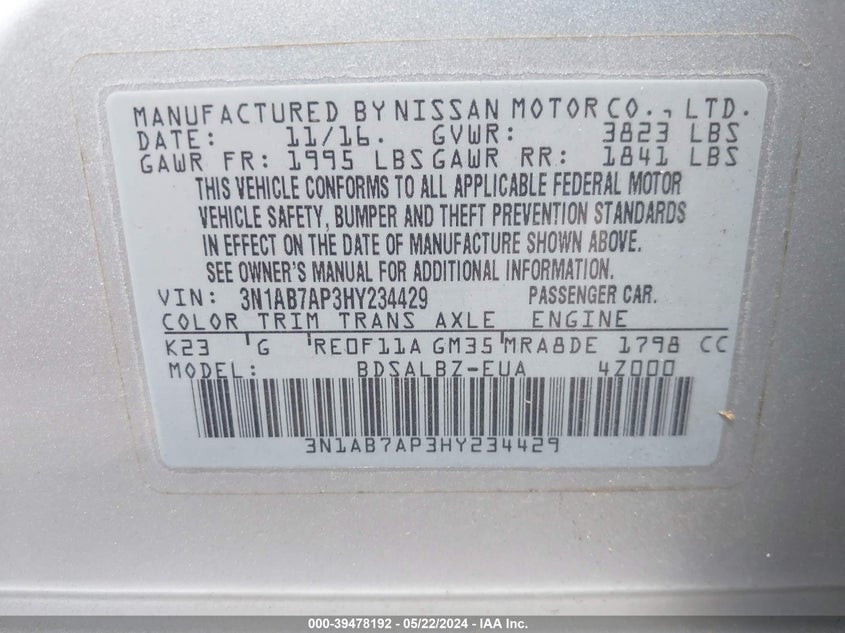 MANUFACTURED BY NISSAN MOTOR CO., LTD.
DATE: 11/16. GVWR: 3823 LBS
GAWR FR: 1995 LBS GAWR RR: 1841 LBS
THIS VEHICLE CONFORMS TO ALL APPLICABLE FEDERAL MOTOR
VEHICLE SAFETY, BUMPER AND THEFT PREVENTION STANDARDS
IN EFFECT ON THE DATE OF MANUFACTURE SHOWN ABOVE.
SEE OWNER'S MANUAL FOR ADDITIONAL INFORMATION.
VIN: 3N1AB7AP3HY234429 PASSENGER CAR.
COLOR TRIM TRANS AXLE ENGINE
K23 'G 'RE0F11A GM35 'MRA8DE 1798 CC
MODEL: BDSALBZ-EUA 4Z000
3N1AB7AP3HY234429
000-39478192 - 05/22/2024 - IAA Inc.